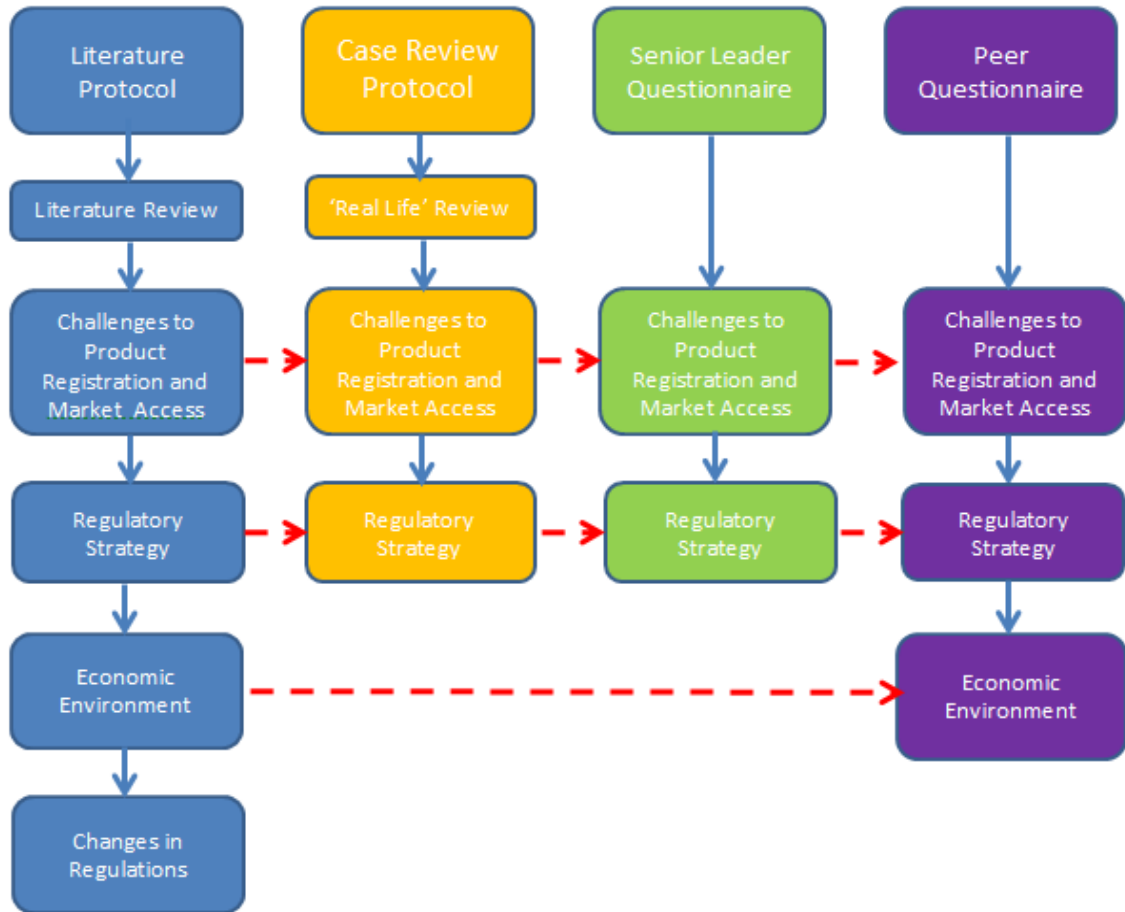 Literature
Protocol
Case Review
Protocol
Senior Leader
Questionnaire
Peer
Questionnaire
Literature Review
‘Real Life’ Review
Challenges to
Product
Registration and
Market Access
Challenges to
Product
Registration and
Market Access
Challenges to
Product
Registration and
Market Access
Challenges to
Product
Registration and
Market Access
Regulatory
Strategy
Regulatory
Strategy
Regulatory
Strategy
Regulatory
Strategy
Economic
Environment
Economic
Environment
Changes in
Regulations